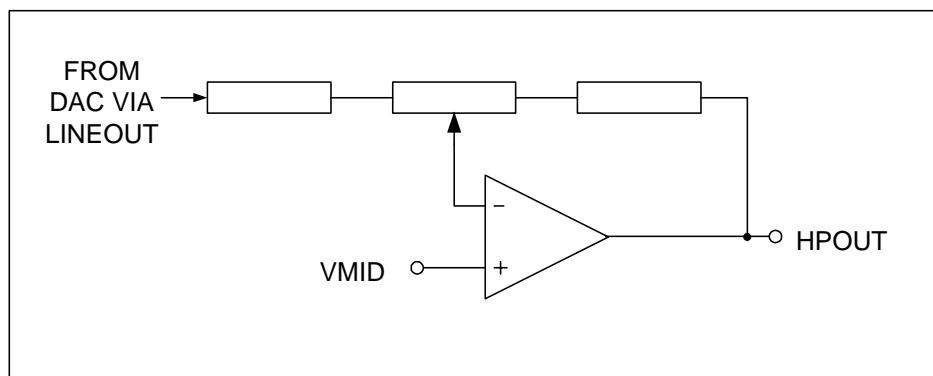 FROM
DAC VIA
LINEOUT
−
+
VMID
HPOUT